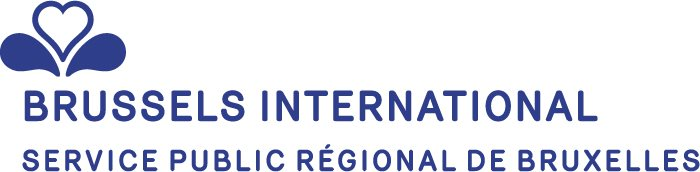 BRUSSELS INTERNATIONAL
SERVICE PUBLIC RÉGIONAL DE BRUXELLES